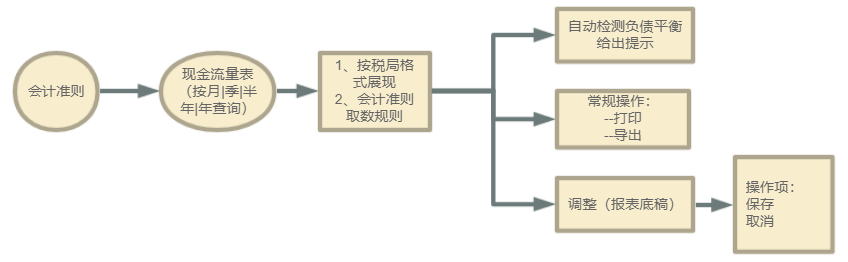 会计准则
现金流量表
（按月|季|半
年|年查询）
1、按税局格
式展现
2、会计准则
取数规则
自动检测负债平衡
给出提示
常规操作：
--打印
--导出
调整（报表底稿）
操作项：
保存
取消